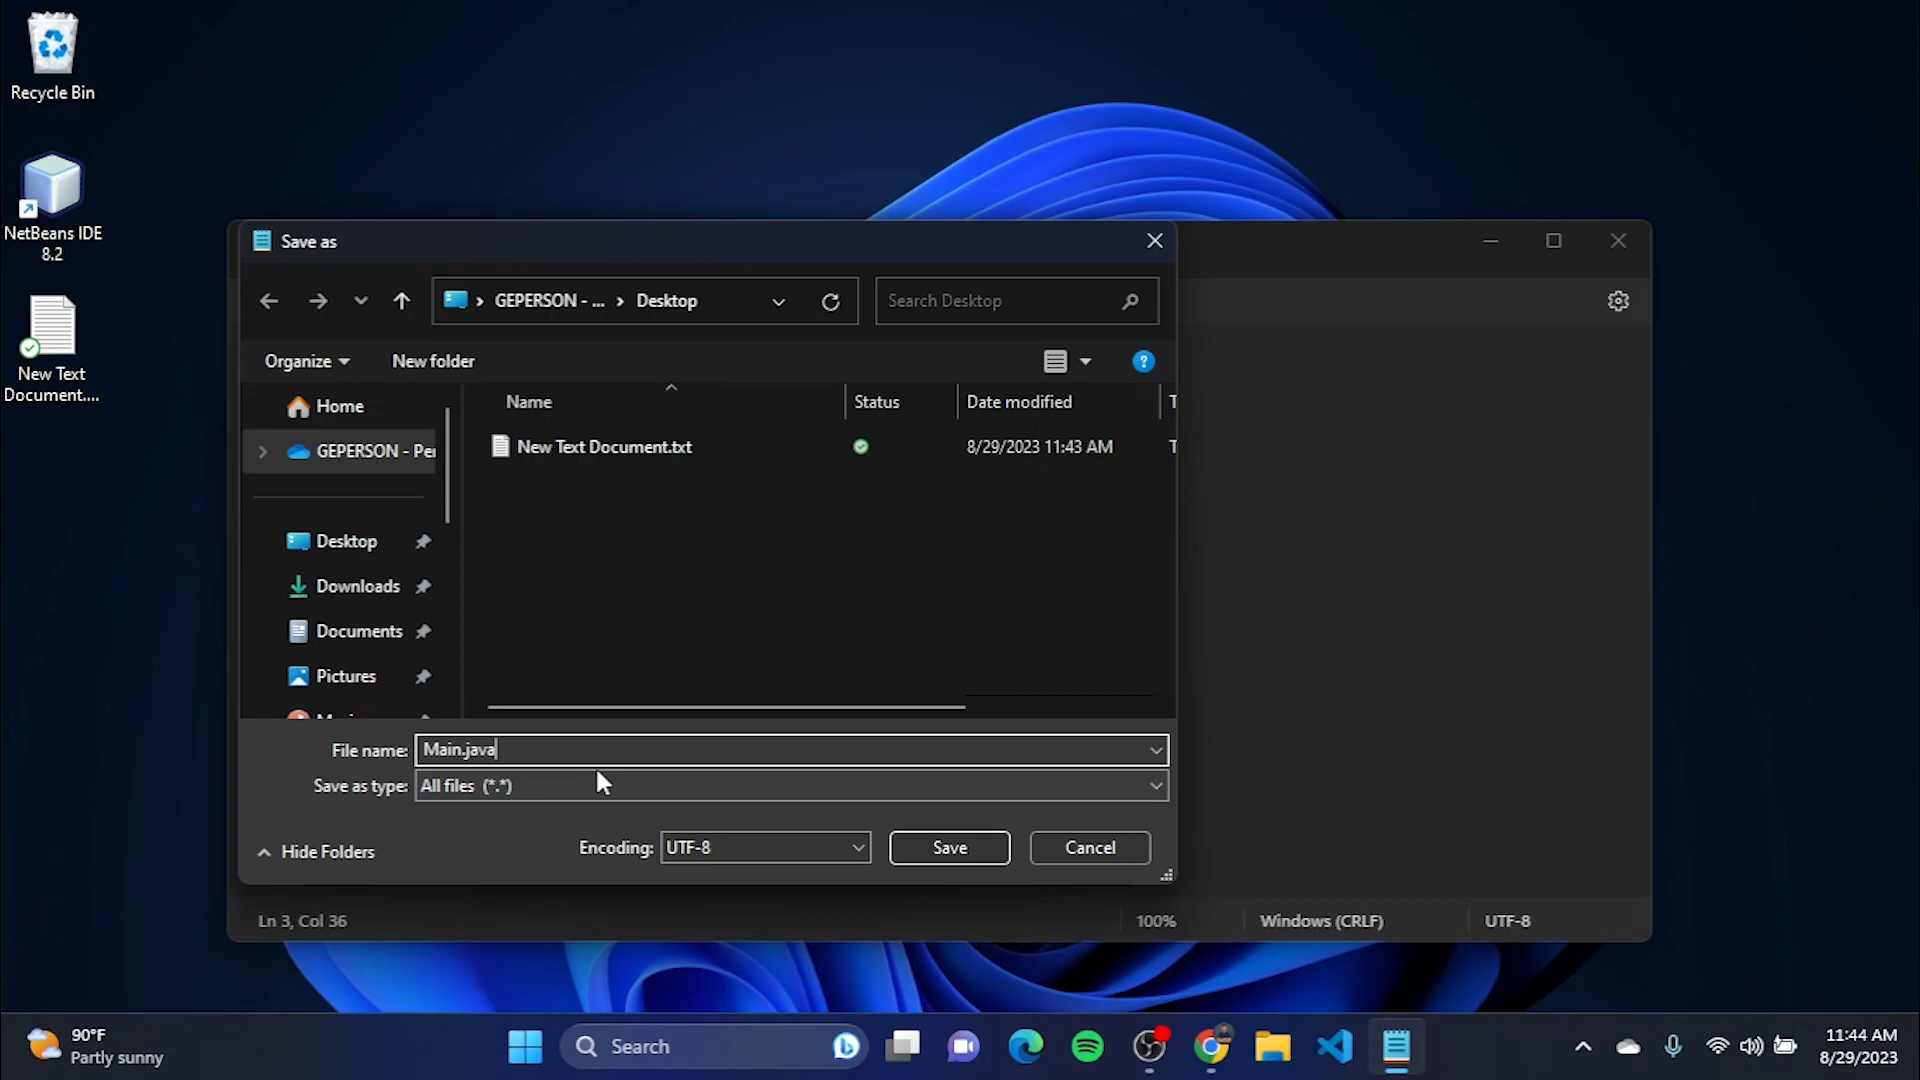 Recycle Bin
NetBeans IDE
8.2
New Text
Document....
Save as
GEPERSON - ... Desktop
Search Desktop
Organize
New folder
Name
Status
Date modified
T
Home
GEPERSON - Per
New Text Document.txt
8/29/2023 11:43 AM
T
Desktop
Downloads
Documents
Pictures
File name: Main.java
Save as type: All files (*.*)
Hide Folders
Encoding: UTF-8
Save
Cancel
Ln 3, Col 36
100%
Windows (CRLF)
UTF-8
90°F
Partly sunny
Search
11:44 AM
8/29/2023